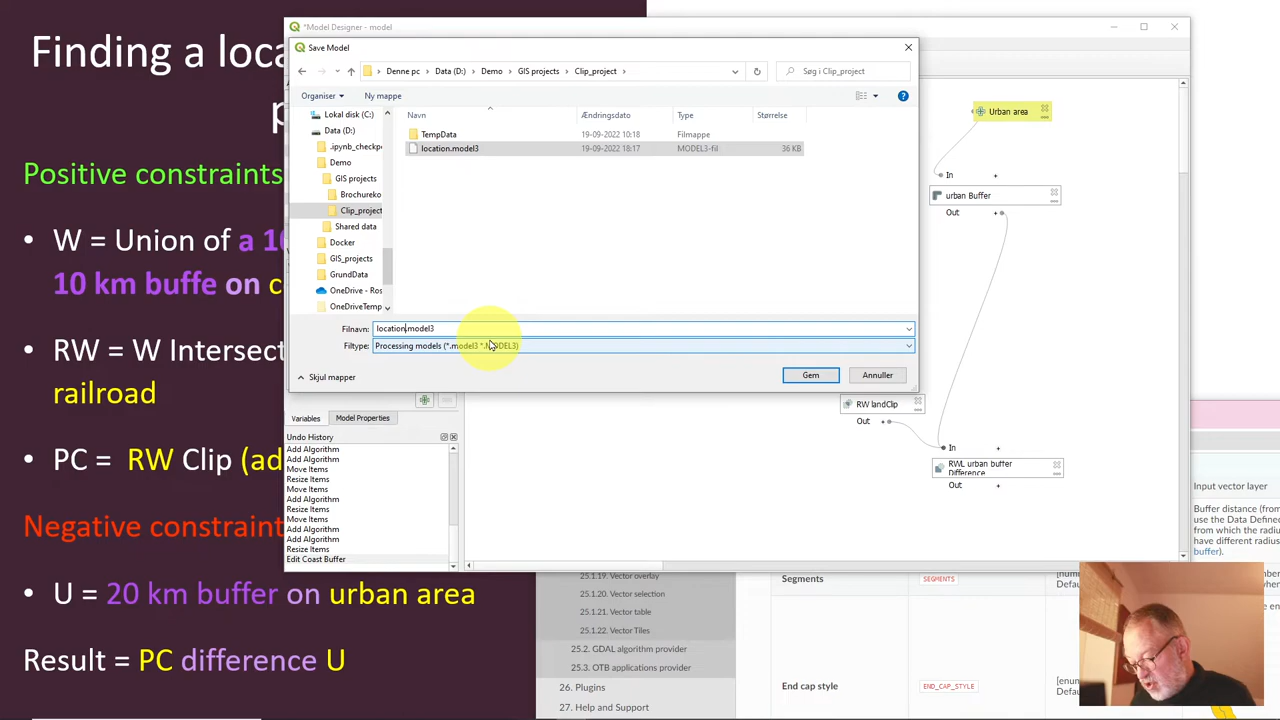 Finding a loca
p
Positive constraints
• W = Union of a 10
10 km buffe on c
• RW = W Intersect
railroad
• PC = RW Clip (ad
Negative constraint
• U = 20 km buffer on urban area
Result = PC difference U
*Model Designer - model
Save Model
Denne pc › Data (D:) › Demo › GIS projects › Clip_project ›
Søg i Clip_project
Organiser
Ny mappe
Lokal disk (C:)
Data (D:)
.ipynb_checkp
Demo
GIS projects
Brochureko
Clip_project
Shared data
Docker
GIS_projects
GrundData
OneDrive - Ros
OneDriveTemp
Navn
Ændringsdato
Type
Størrelse
TempData
19-09-2022 10:18
Filmappe
location.model3
19-09-2022 18:17
MODEL3-fil
36 KB
Filnavn:
location.model3
Filtype:
Processing models (*.model3 *.MODEL3)
Skjul mapper
Gem
Annuller
Urban area
In
+
urban Buffer
Out
+
RW landClip
Out
+
In
+
RWL urban buffer
Difference
Out
+
Variables
Model Properties
Undo History
Add Algorithm
Add Algorithm
Move Items
Resize Items
Move Items
Add Algorithm
Resize Items
Move Items
Add Algorithm
Add Algorithm
Resize Items
Edit Coast Buffer
25.1.19. Vector overlay
25.1.20. Vector selection
25.1.21. Vector table
25.1.22. Vector Tiles
25.2. GDAL algorithm provider
25.3. OTB applications provider
26. Plugins
27. Help and Support
Segments
SEGMENTS
End cap style
END_CAP_STYLE
[num
Defa
[enu
Defa
Input vector layer
Buffer distance (from
use the Data Defined
from which the radiu
have different radius
buffer).